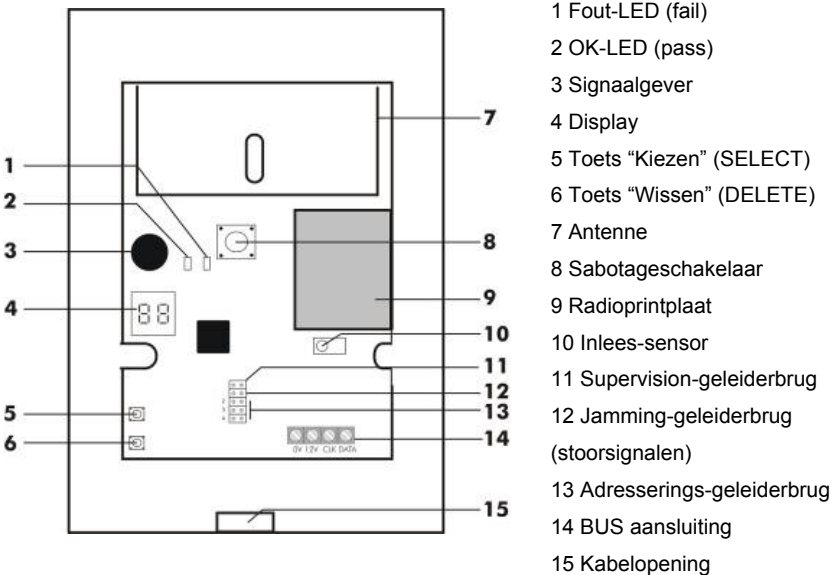 1
2
3
4
5
6
7
8
9
10
11
12
13
14
15
0V 12V CLK DATA
1 Fout-LED (fail)
2 OK-LED (pass)
3 Signaalgever
4 Display
5 Toets “Kiezen” (SELECT)
6 Toets “Wissen” (DELETE)
7 Antenne
8 Sabotageschakelaar
9 Radioprintplaat
10 Inlees-sensor
11 Supervision-geleiderbrug
12 Jamming-geleiderbrug
(stoorsignalen)
13 Adresserings-geleiderbrug
14 BUS aansluiting
15 Kabelopening